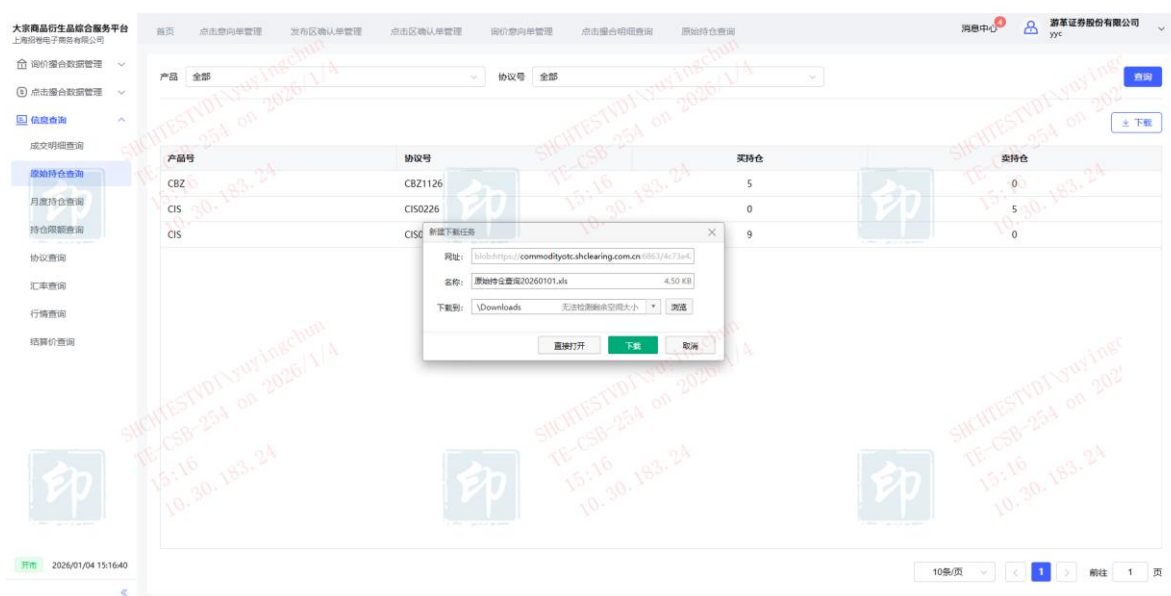 大宗商品衍生品综合服务平台
上海招卷电子商务有限公司
首页 点击意向单管理 发布区确认单管理 点击区确认单管理 询价意向单管理 点击撮合明细查询 原始持仓查询
消息中心 4
游革证券股份有限公司
yyc
询价撮合数据管理
点击撮合数据管理
信息查询
成交明细查询
原始持仓查询
月度持仓查询
持仓限额查询
协议查询
汇率查询
行情查询
结算价查询
产品 全部 协议号 全部 查询
下载
产品号 协议号 买持仓 卖持仓
CBZ CBZ1126 5 0
CIS CIS0226 0 5
CIS 9 0
新建下载任务
网址: blob:https://commodityotc.shclearing.com.cn:6863/4c73e4
名称: 原始持仓查询20260101.xls 4.50 KB
下载到: \Downloads 无法检测剩余空间大小 浏览
直接打开 下载 取消
开市 2026/01/04 15:16:40
10条/页 1 前往 1 页
SHCHTESTVDI\yuyingshc
TE-CSB-254 on 2026/1/4
15:16
10.30.183.24
印